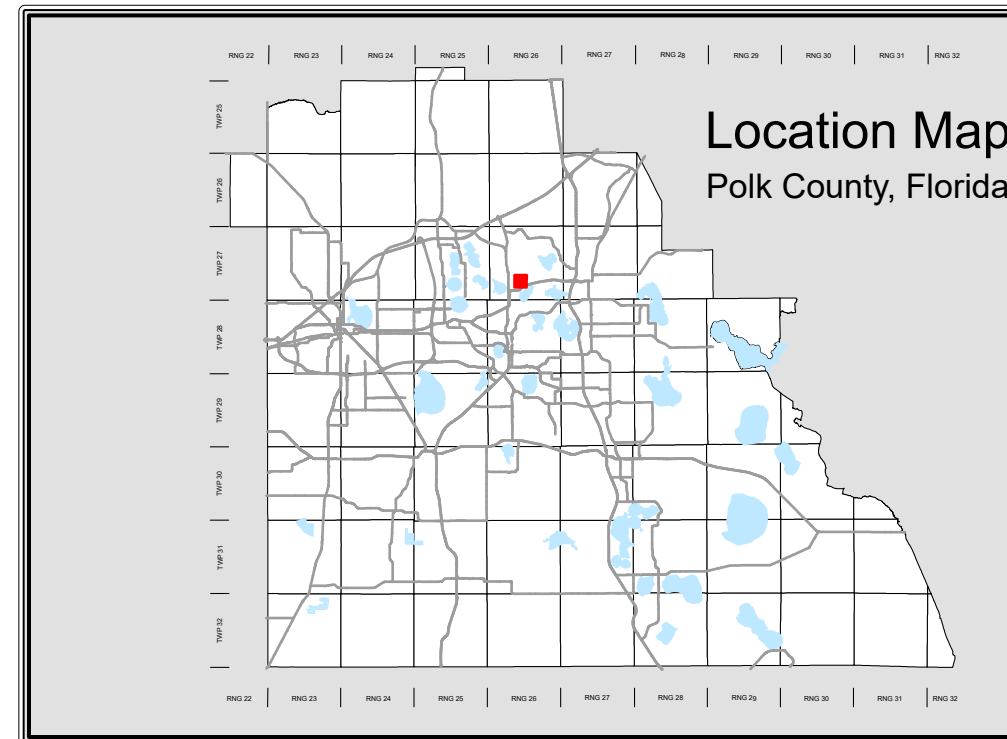 RNG 22 RNG 23 RNG 24 RNG 25 RNG 26 RNG 27 RNG 28 RNG 29 RNG 30 RNG 31 RNG 32
Location Map
Polk County, Florida
TWP 25
TWP 26
TWP 27
TWP 28
TWP 29
TWP 30
TWP 31
TWP 32
RNG 22 RNG 23 RNG 24 RNG 25 RNG 26 RNG 27 RNG 28 RNG 29 RNG 30 RNG 31 RNG 32